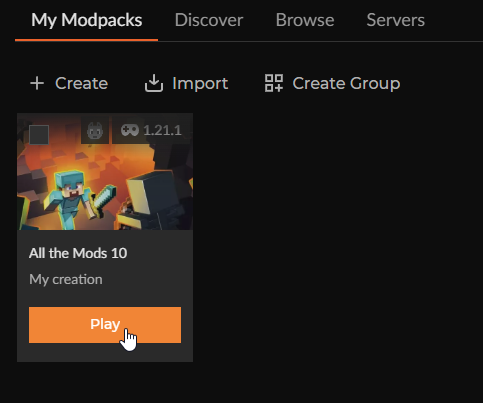 My Modpacks Discover Browse Servers
Create Import Create Group
1.21.1
All the Mods 10
My creation
Play